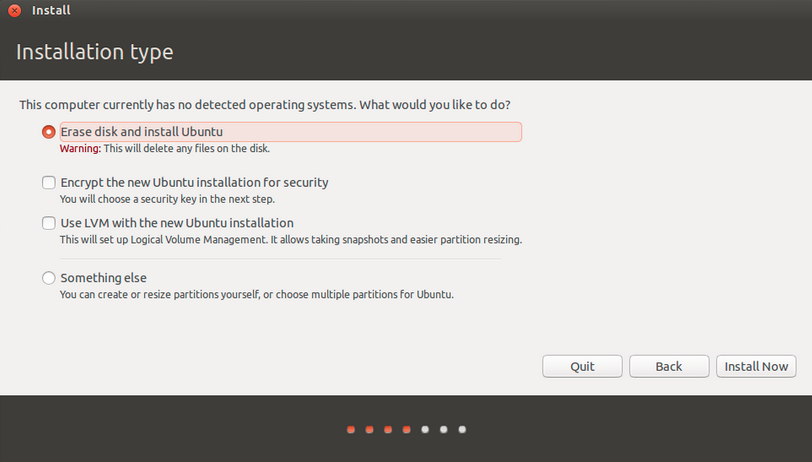 Install
Installation type
This computer currently has no detected operating systems. What would you like to do?
Erase disk and install Ubuntu
Warning: This will delete any files on the disk.
Encrypt the new Ubuntu installation for security
You will choose a security key in the next step.
Use LVM with the new Ubuntu installation
This will set up Logical Volume Management. It allows taking snapshots and easier partition resizing.
Something else
You can create or resize partitions yourself, or choose multiple partitions for Ubuntu.
Quit
Back
Install Now